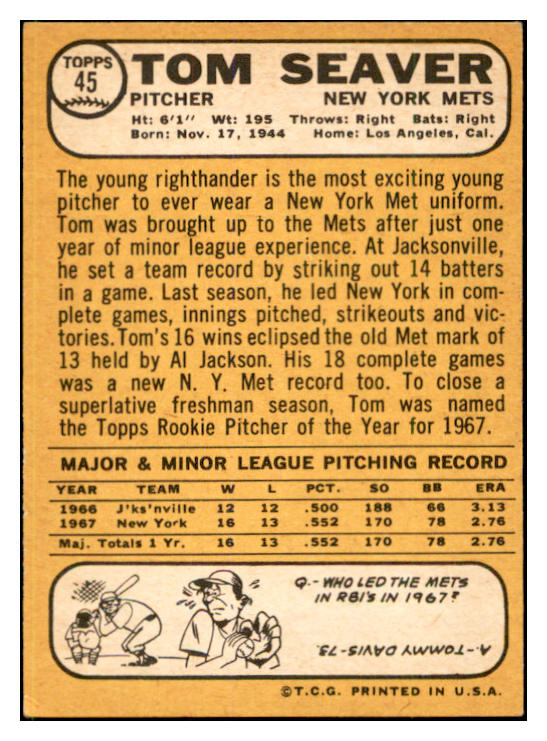 TOPPS
45
TOM SEAVER
PITCHER NEW YORK METS
Ht: 6'1" Wt: 195 Throws: Right Bats: Right
Born: Nov. 17, 1944 Home: Los Angeles, Cal.
The young righthander is the most exciting young
pitcher to ever wear a New York Met uniform.
Tom was brought up to the Mets after just one
year of minor league experience. At Jacksonville,
he set a team record by striking out 14 batters
in a game. Last season, he led New York in com-
plete games, innings pitched, strikeouts and vic-
tories. Tom's 16 wins eclipsed the old Met mark of
13 held by Al Jackson. His 18 complete games
was a new N. Y. Met record too. To close a
superlative freshman season, Tom was named
the Topps Rookie Pitcher of the Year for 1967.
MAJOR & MINOR LEAGUE PITCHING RECORD
YEAR TEAM W L PCT. SO BB ERA
1966 J'ks'nville 12 12 .500 188 66 3.13
1967 New York 16 13 .552 170 78 2.76
Maj. Totals 1 Yr. 16 13 .552 170 78 2.76
Q.- WHO LED THE METS
IN RBI'S IN 1967?
A.-TOMMY DAVIS-73.
©T.C.G. PRINTED IN U.S.A.